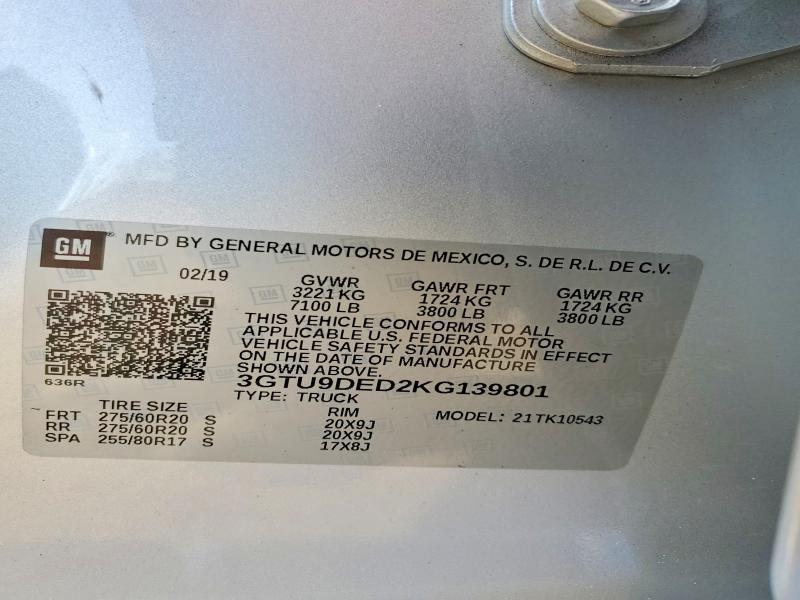 GM
MFD BY GENERAL MOTORS DE MEXICO, S. DE R.L. DE C.V.
02/19
GVWR GAWR FRT GAWR RR
3221 KG 1724 KG 1724 KG
7100 LB 3800 LB 3800 LB
THIS VEHICLE CONFORMS TO ALL
APPLICABLE U.S. FEDERAL MOTOR
VEHICLE SAFETY STANDARDS IN EFFECT
ON THE DATE OF MANUFACTURE
SHOWN ABOVE.
636R
3GTU9DED2KG139801
TYPE: TRUCK
TIRE SIZE RIM MODEL: 21TK10543
FRT 275/60R20 S 20X9J
RR 275/60R20 S 20X9J
SPA 255/80R17 S 17X8J